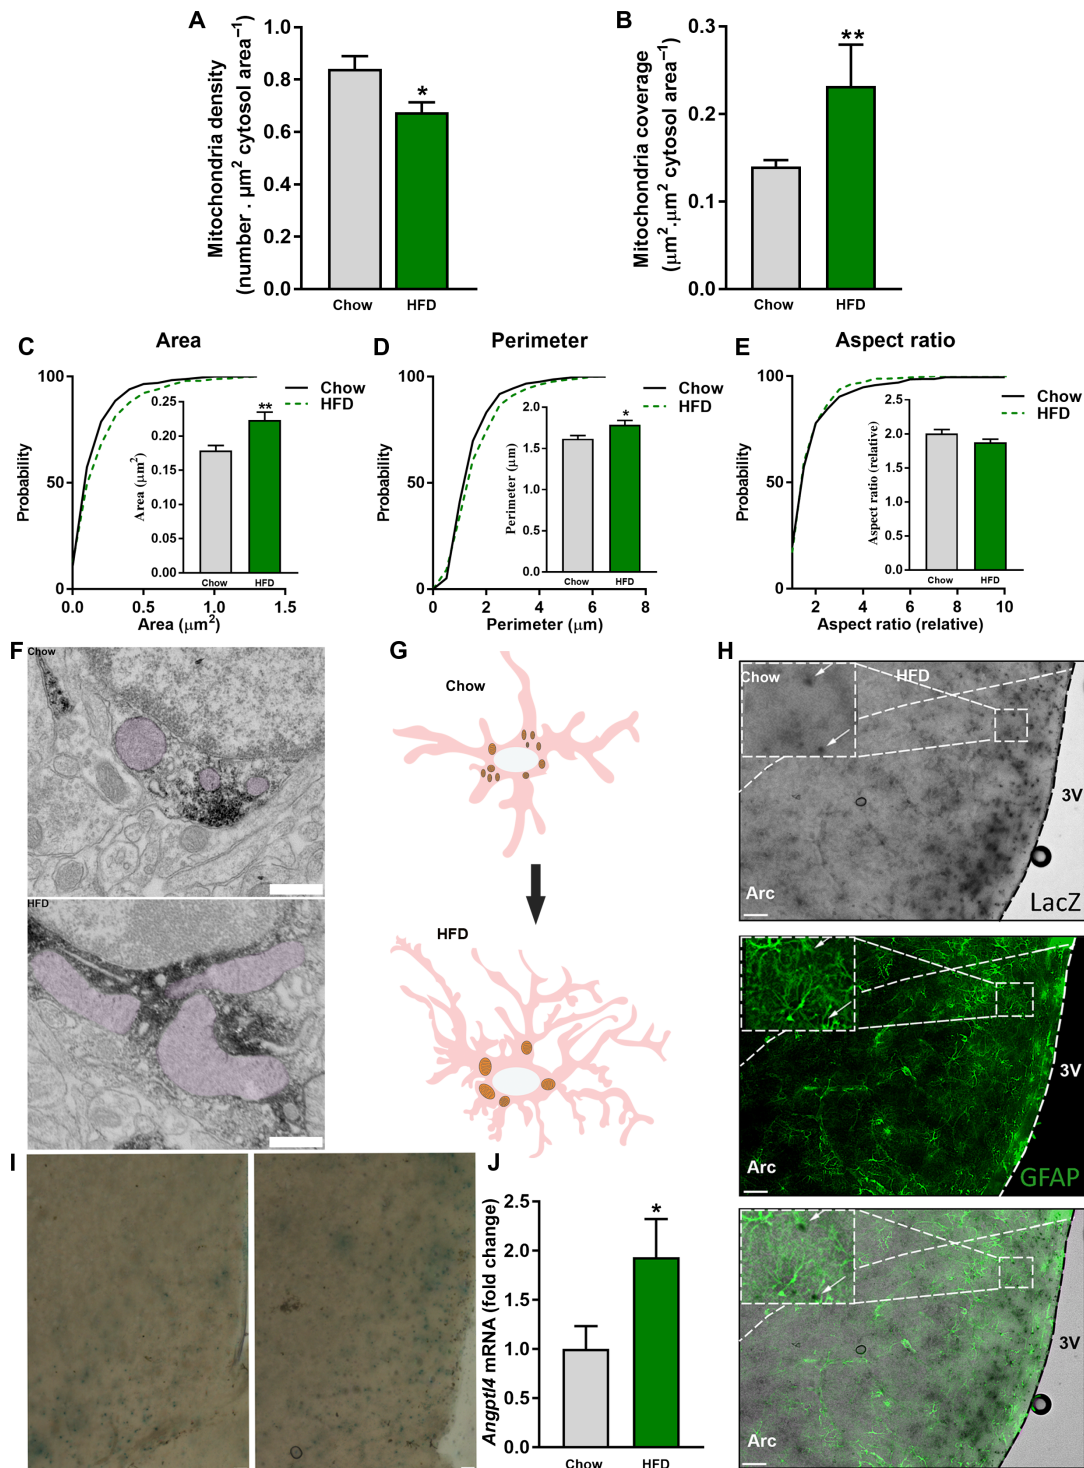 A
Mitochondria density
(number . μm² cytosol area⁻¹)
1.0
0.8
0.6
0.4
0.2
0.0
*
Chow
HFD
B
Mitochondria coverage
(μm².μm² cytosol area⁻¹)
0.3
0.2
0.1
0.0
**
Chow
HFD
C
Area
Probability
100
50
0
0.0
0.5
1.0
1.5
Area (μm²)
Chow
HFD
Area (μm²)
0.25
0.20
0.15
0.10
0.05
0.00
**
Chow
HFD
D
Perimeter
Probability
100
50
0
0
2
4
6
8
Perimeter (μm)
Chow
HFD
Perimeter (μm)
2.0
1.5
1.0
0.5
0.0
*
Chow
HFD
E
Aspect ratio
Probability
100
50
0
2
4
6
8
10
Aspect ratio (relative)
Chow
HFD
Aspect ratio (relative)
2.5
2.0
1.5
1.0
0.5
0.0
Chow
HFD
F
Chow
HFD
G
Chow
HFD
H
Chow
HFD
3V
Arc
LacZ
3V
Arc
GFAP
3V
Arc
I
J
Angptl4 mRNA (fold change)
2.5
2.0
1.5
1.0
0.5
0.0
*
Chow
HFD